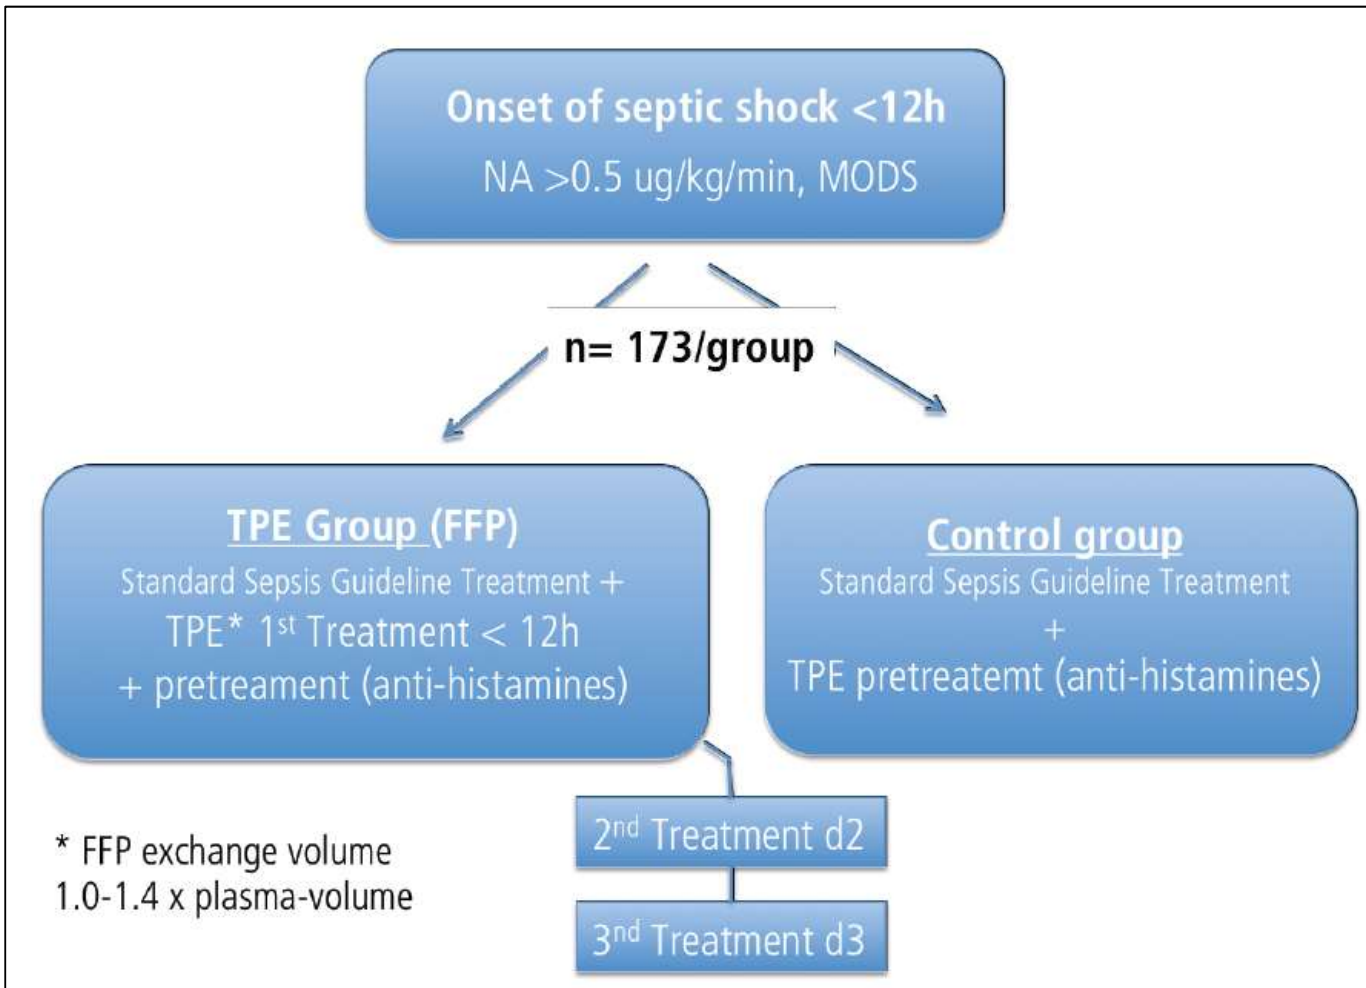 Onset of septic shock <12h
NA >0.5 ug/kg/min, MODS
n= 173/group
TPE Group (FFP)
Standard Sepsis Guideline Treatment +
TPE* 1st Treatment < 12h
+ pretreament (anti-histamines)
Control group
Standard Sepsis Guideline Treatment
+
TPE pretreatemt (anti-histamines)
2nd Treatment d2
3nd Treatment d3
* FFP exchange volume
1.0-1.4 x plasma-volume